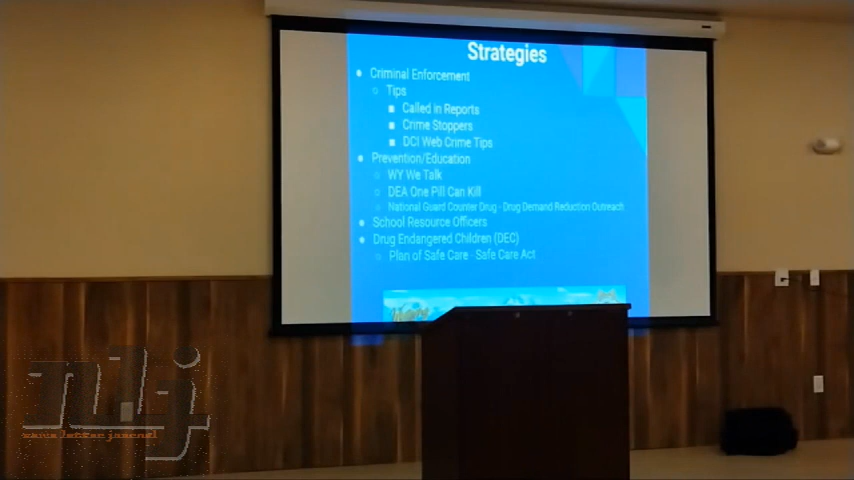 Strategies
● Criminal Enforcement
○ Tips
■ Called in Reports
■ Crime Stoppers
■ DCI Web Crime Tips
● Prevention/Education
○ WY We Talk
○ DEA One Pill Can Kill
○ National Guard Counter Drug - Drug Demand Reduction Outreach
● School Resource Officers
● Drug Endangered Children (DEC)
○ Plan of Safe Care - Safe Care Act
nlj